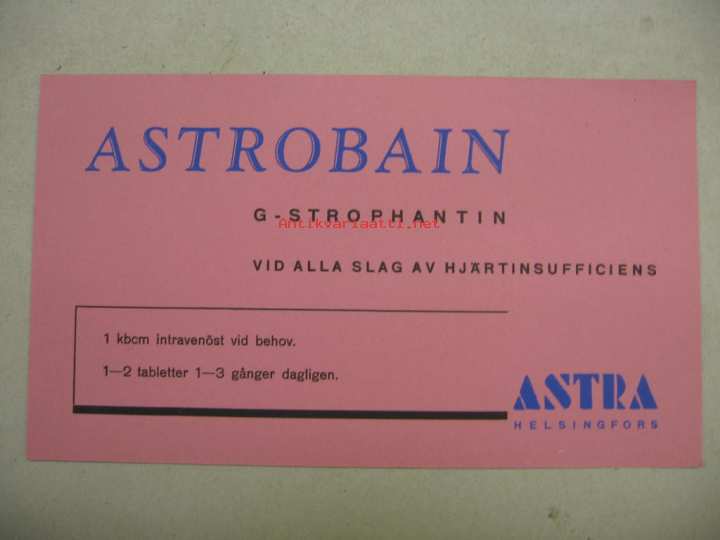 ASTROBAIN
G-STROPHANTIN
Antikvariaatti.net
VID ALLA SLAG AV HJÄRTINSUFFICIENS
1 kbcm intravenöst vid behov.
1—2 tabletter 1—3 gånger dagligen.
ASTRA
HELSINGFORS